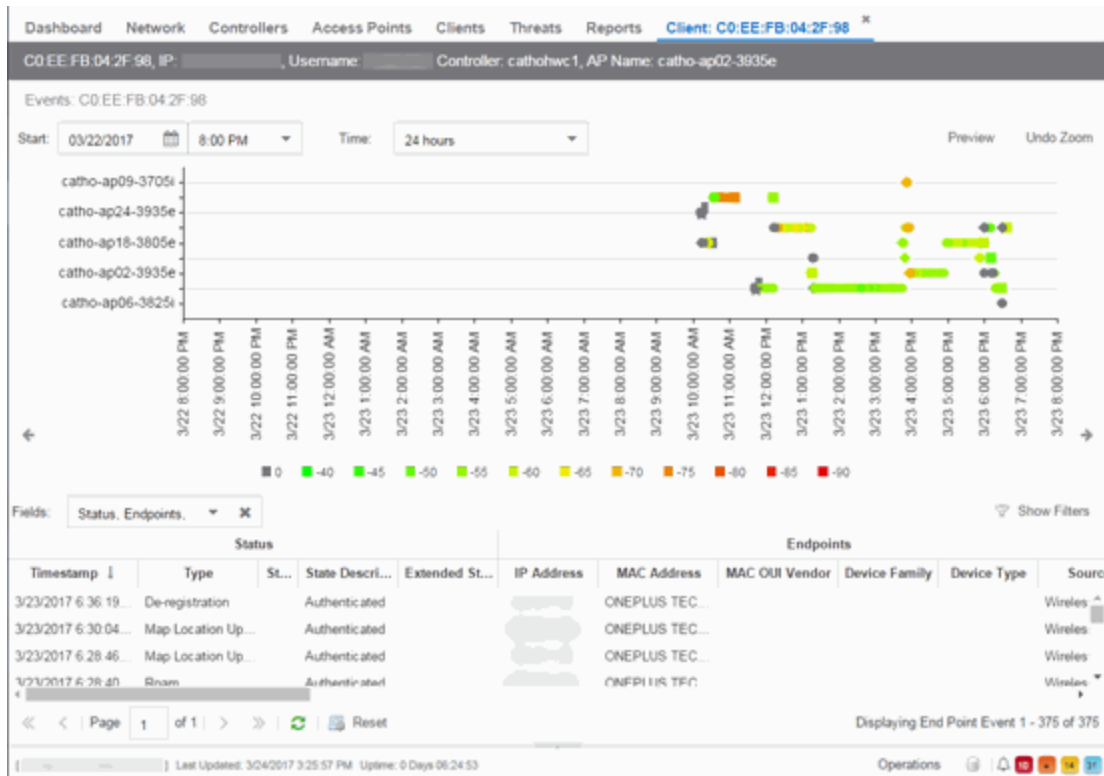 Dashboard Network Controllers Access Points Clients Threats Reports Client: C0:EE:FB:04:2F:98
C0:EE:FB:04:2F:98, IP: , Username: Controller: cathohwc1, AP Name: catho-ap02-3935e
Events: C0:EE:FB:04:2F:98
Start: 03/22/2017 8:00 PM Time: 24 hours Preview Undo Zoom
catho-ap09-3705i
catho-ap24-3935e
catho-ap18-3805e
catho-ap02-3935e
catho-ap06-3825i
3/22 8:00:00 PM
3/22 9:00:00 PM
3/22 10:00:00 PM
3/22 11:00:00 PM
3/23 12:00:00 AM
3/23 1:00:00 AM
3/23 2:00:00 AM
3/23 3:00:00 AM
3/23 4:00:00 AM
3/23 5:00:00 AM
3/23 6:00:00 AM
3/23 7:00:00 AM
3/23 8:00:00 AM
3/23 9:00:00 AM
3/23 10:00:00 AM
3/23 11:00:00 AM
3/23 12:00:00 PM
3/23 1:00:00 PM
3/23 2:00:00 PM
3/23 3:00:00 PM
3/23 4:00:00 PM
3/23 5:00:00 PM
3/23 6:00:00 PM
3/23 7:00:00 PM
3/23 8:00:00 PM
0 -40 -45 -50 -55 -60 -65 -70 -75 -80 -85 -90
Fields: Status, Endpoints, Show Filters
Status Endpoints
Timestamp Type St... State Descri... Extended St... IP Address MAC Address MAC OUI Vendor Device Family Device Type Sourc
3/23/2017 6:36:19... De-registration Authenticated ONEPLUS TEC... Wireles
3/23/2017 6:30:04... Map Location Up... Authenticated ONEPLUS TEC... Wireles
3/23/2017 6:28:46... Map Location Up... Authenticated ONEPLUS TEC... Wireles
3/23/2017 6:28:40 Roam Authenticated ONEPLUS TEC Wireles
Page 1 of 1 Reset Displaying End Point Event 1 - 375 of 375
[ ] Last Updated: 3/24/2017 3:25:57 PM Uptime: 0 Days 06:24:53 Operations 10 14 31